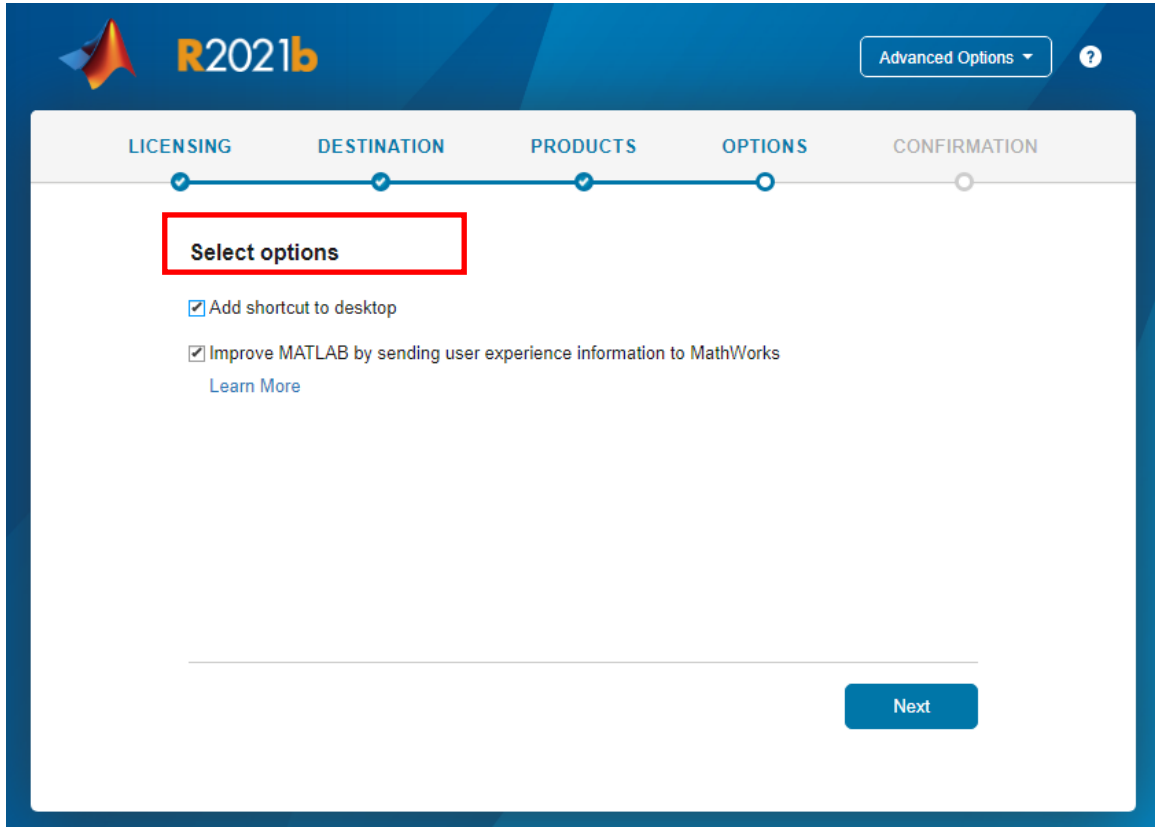 R2021b
Advanced Options
?
LICENSING DESTINATION PRODUCTS OPTIONS CONFIRMATION
Select options
Add shortcut to desktop
Improve MATLAB by sending user experience information to MathWorks
Learn More
Next